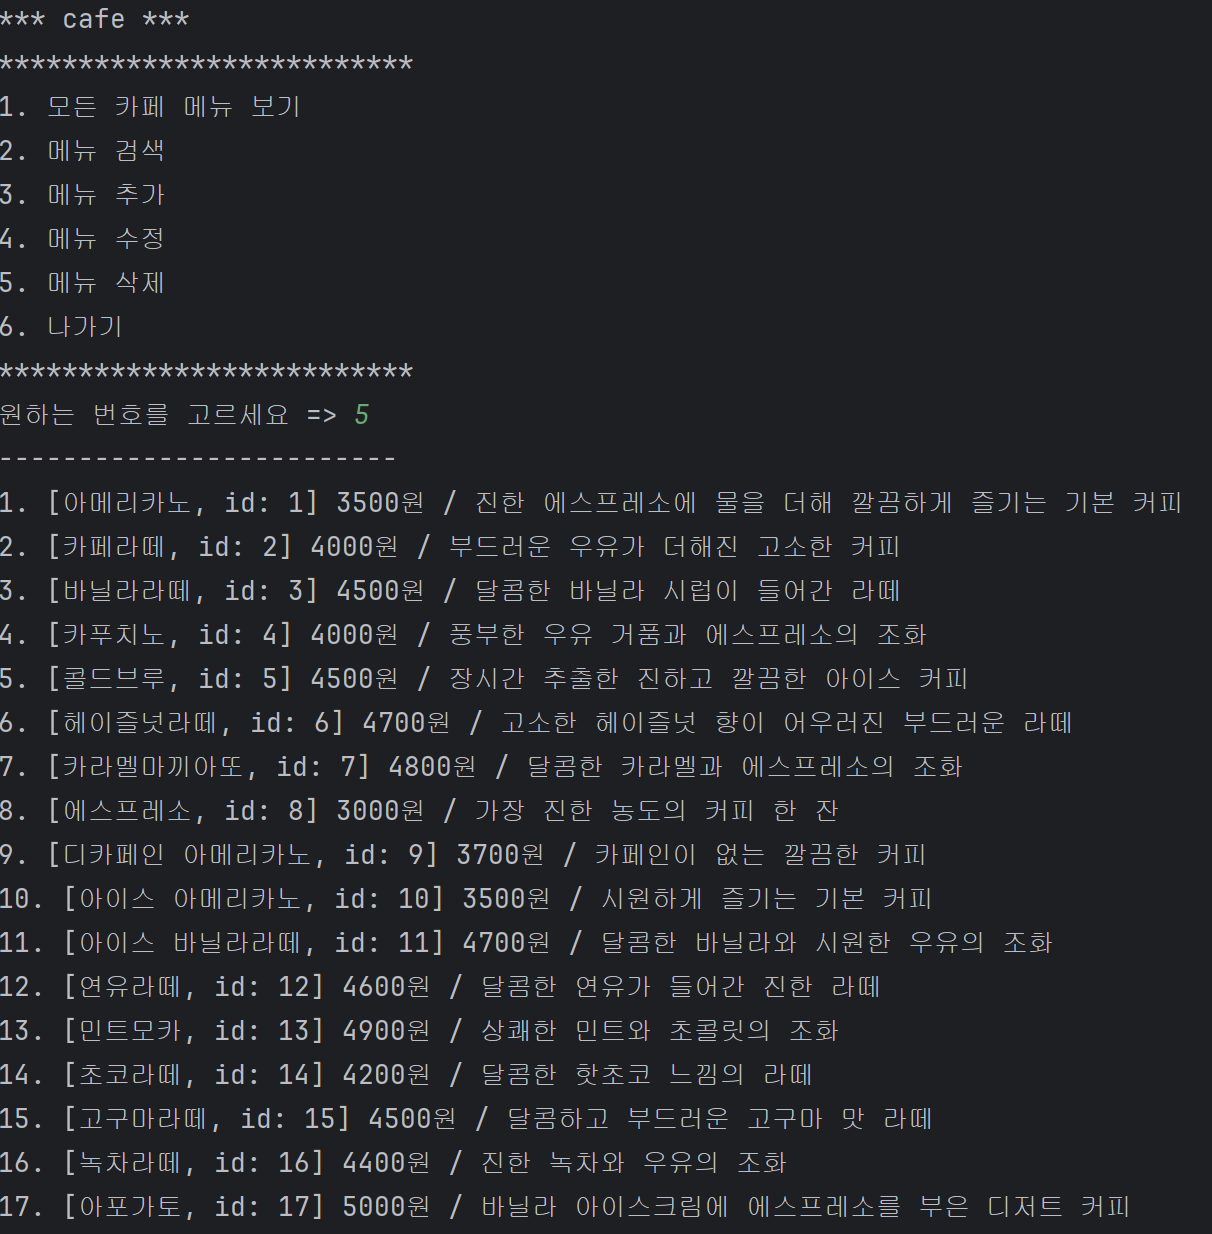 *** cafe ***
**************************
1. 모든 카페 메뉴 보기
2. 메뉴 검색
3. 메뉴 추가
4. 메뉴 수정
5. 메뉴 삭제
6. 나가기
**************************
원하는 번호를 고르세요 => 5
-------------------------
1. [아메리카노, id: 1] 3500원 / 진한 에스프레소에 물을 더해 깔끔하게 즐기는 기본 커피
2. [카페라떼, id: 2] 4000원 / 부드러운 우유가 더해진 고소한 커피
3. [바닐라라떼, id: 3] 4500원 / 달콤한 바닐라 시럽이 들어간 라떼
4. [카푸치노, id: 4] 4000원 / 풍부한 우유 거품과 에스프레소의 조화
5. [콜드브루, id: 5] 4500원 / 장시간 추출한 진하고 깔끔한 아이스 커피
6. [헤이즐넛라떼, id: 6] 4700원 / 고소한 헤이즐넛 향이 어우러진 부드러운 라떼
7. [카라멜마끼아또, id: 7] 4800원 / 달콤한 카라멜과 에스프레소의 조화
8. [에스프레소, id: 8] 3000원 / 가장 진한 농도의 커피 한 잔
9. [디카페인 아메리카노, id: 9] 3700원 / 카페인이 없는 깔끔한 커피
10. [아이스 아메리카노, id: 10] 3500원 / 시원하게 즐기는 기본 커피
11. [아이스 바닐라라떼, id: 11] 4700원 / 달콤한 바닐라와 시원한 우유의 조화
12. [연유라떼, id: 12] 4600원 / 달콤한 연유가 들어간 진한 라떼
13. [민트모카, id: 13] 4900원 / 상쾌한 민트와 초콜릿의 조화
14. [초코라떼, id: 14] 4200원 / 달콤한 핫초코 느낌의 라떼
15. [고구마라떼, id: 15] 4500원 / 달콤하고 부드러운 고구마 맛 라떼
16. [녹차라떼, id: 16] 4400원 / 진한 녹차와 우유의 조화
17. [아포가토, id: 17] 5000원 / 바닐라 아이스크림에 에스프레소를 부은 디저트 커피